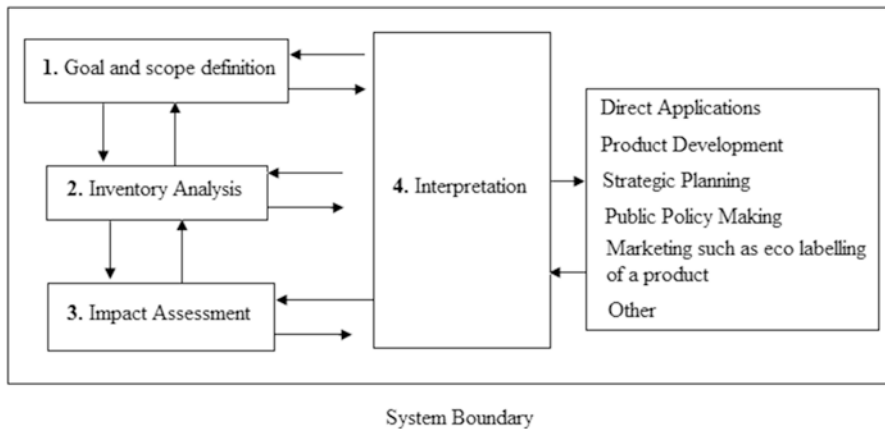 1. Goal and scope definition
2. Inventory Analysis
3. Impact Assessment
4. Interpretation
Direct Applications
Product Development
Strategic Planning
Public Policy Making
Marketing such as eco labelling
of a product
Other
System Boundary